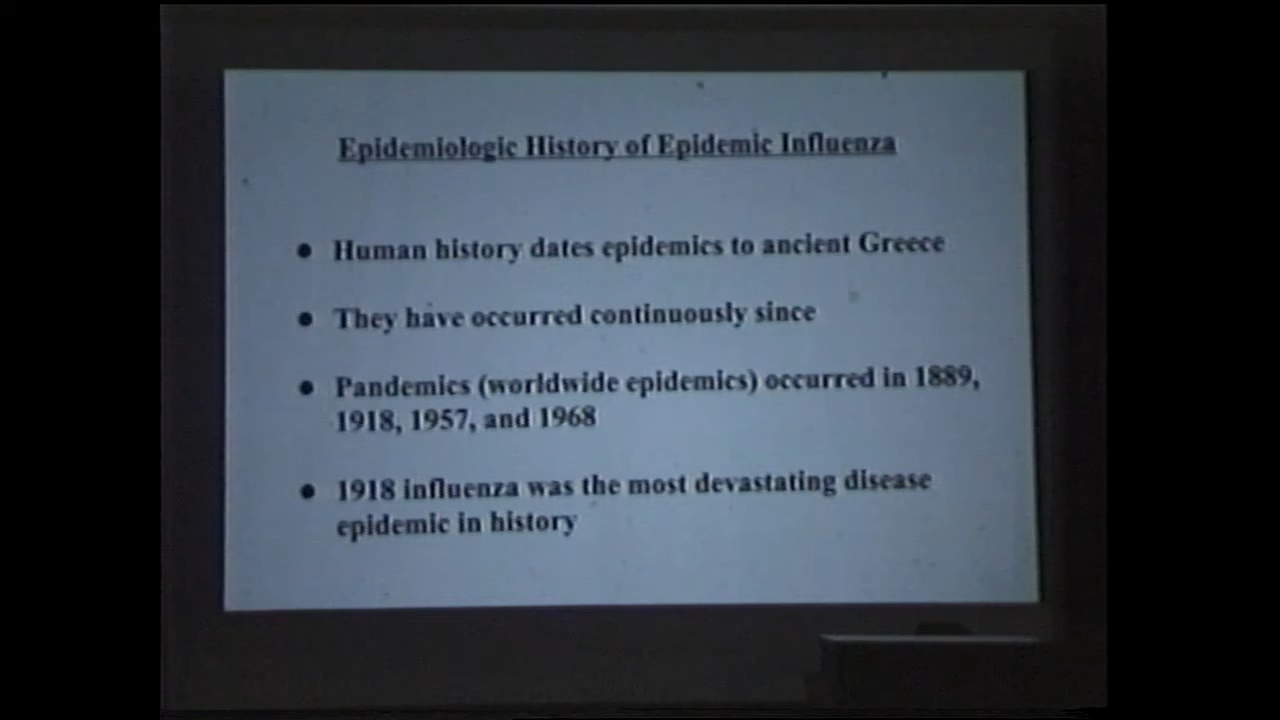 Epidemiologic History of Epidemic Influenza
● Human history dates epidemics to ancient Greece
● They have occurred continuously since
● Pandemics (worldwide epidemics) occurred in 1889,
1918, 1957, and 1968
● 1918 influenza was the most devastating disease
epidemic in history